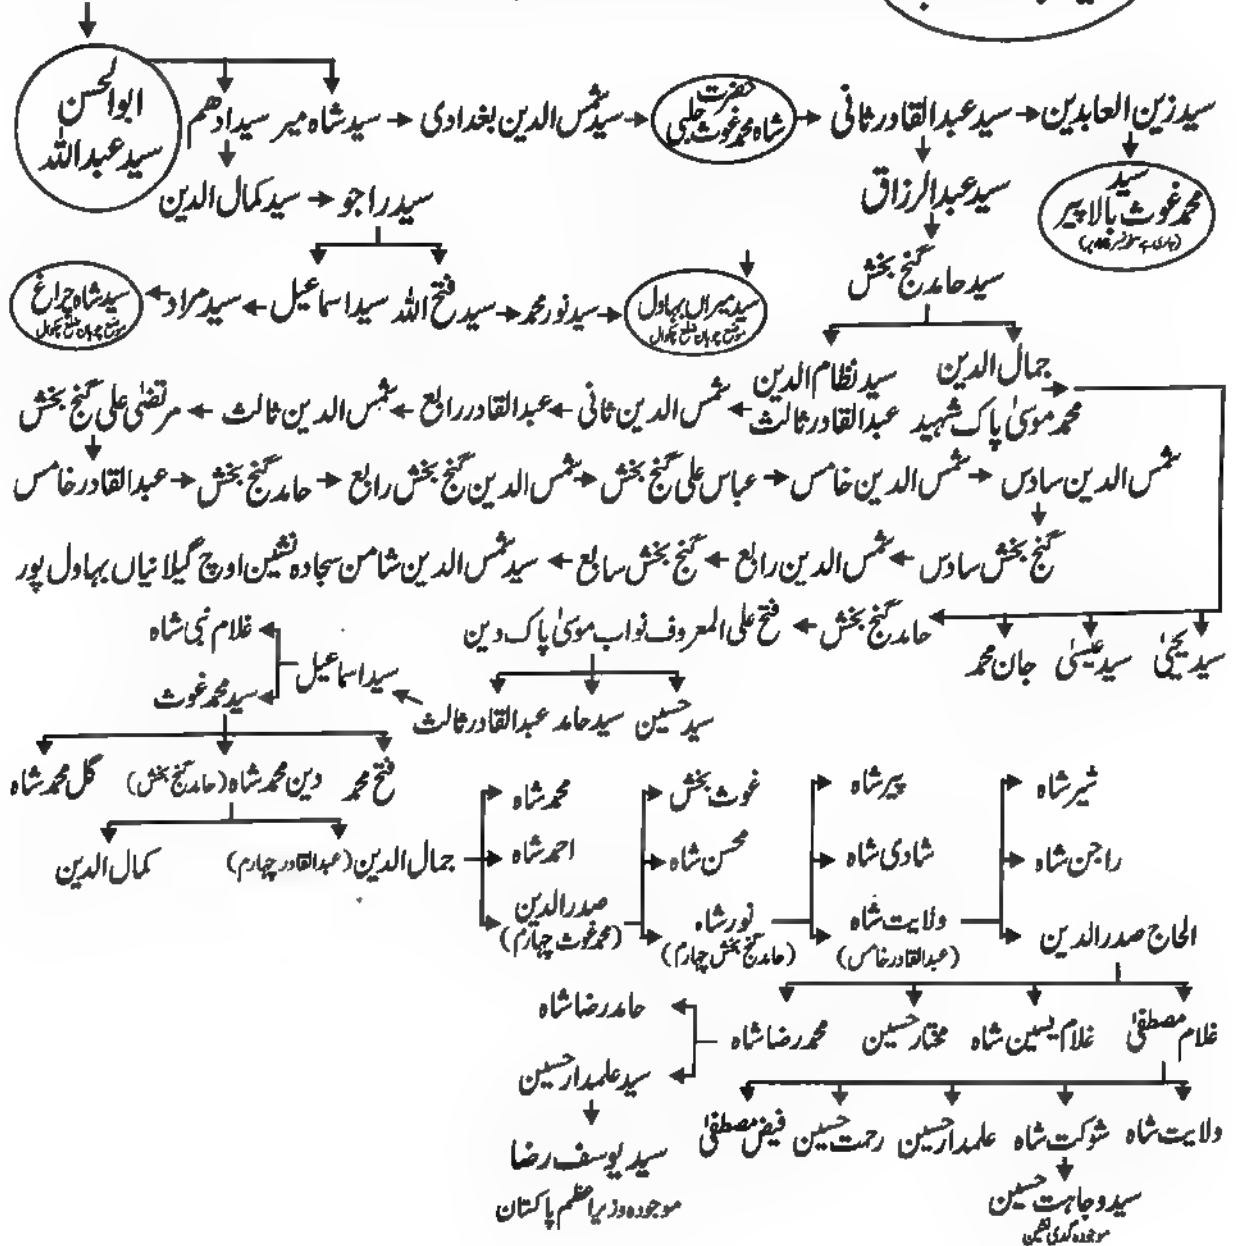 ابوالحسن
سید عبداللہ
سید زین العابدین سید عبدالقادر ثانی حضرت شاہ محمد غوث حلبی سید شمس الدین بغدادی سید شاہ میر سید ادھم
سید محمد غوث بالا پیر
سید عبدالرزاق سید راجو سید کمال الدین
سید حامد گنج بخش
سید میراں بہاول سید نور محمد سید فتح اللہ سید اسماعیل سید مراد سید شاہ چراغ
موضع چوہان ضلع چکوال موضع چوہان ضلع چکوال
جمال الدین سید نظام الدین
محمد موسیٰ پاک شہید عبدالقادر ثالث شمس الدین ثانی عبدالقادر رابع شمس الدین ثالث مرتضیٰ علی گنج بخش
شمس الدین سادس شمس الدین خامس عباس علی گنج بخش شمس الدین گنج بخش رابع حامد گنج بخش عبدالقادر خامس
گنج بخش سادس شمس الدین رابع گنج بخش سابع سید شمس الدین شامن سجادہ نشین اوچ گیلانیاں بہاول پور
سید یحییٰ سید عیسیٰ جان محمد حامد گنج بخش فتح علی المعروف نواب موسیٰ پاک دین
غلام نبی شاہ
سید حسین سید حامد عبدالقادر ثالث سید اسماعیل
سید محمد غوث
فتح محمد دین محمد شاہ (حامد گنج بخش) گل محمد شاہ
جمال الدین (عبدالقادر چہارم) کمال الدین
شیر شاہ پیر شاہ غوث بخش محمد شاہ
راجن شاہ شادی شاہ محسن شاہ احمد شاہ
الحاج صدرالدین ولایت شاہ نور شاہ صدرالدین
(عبدالقادر خامس) (حامد گنج بخش چہارم) (محمد غوث چہارم)
غلام مصطفیٰ غلام یسین شاہ مختار حسین محمد رضا شاہ حامد رضا شاہ
سید علمدار حسین
ولایت شاہ شوکت شاہ علمدار حسین رحمت حسین فیض مصطفیٰ سید یوسف رضا
موجودہ وزیر اعظم پاکستان
سید وجاہت حسین
موجودہ گدی نشین